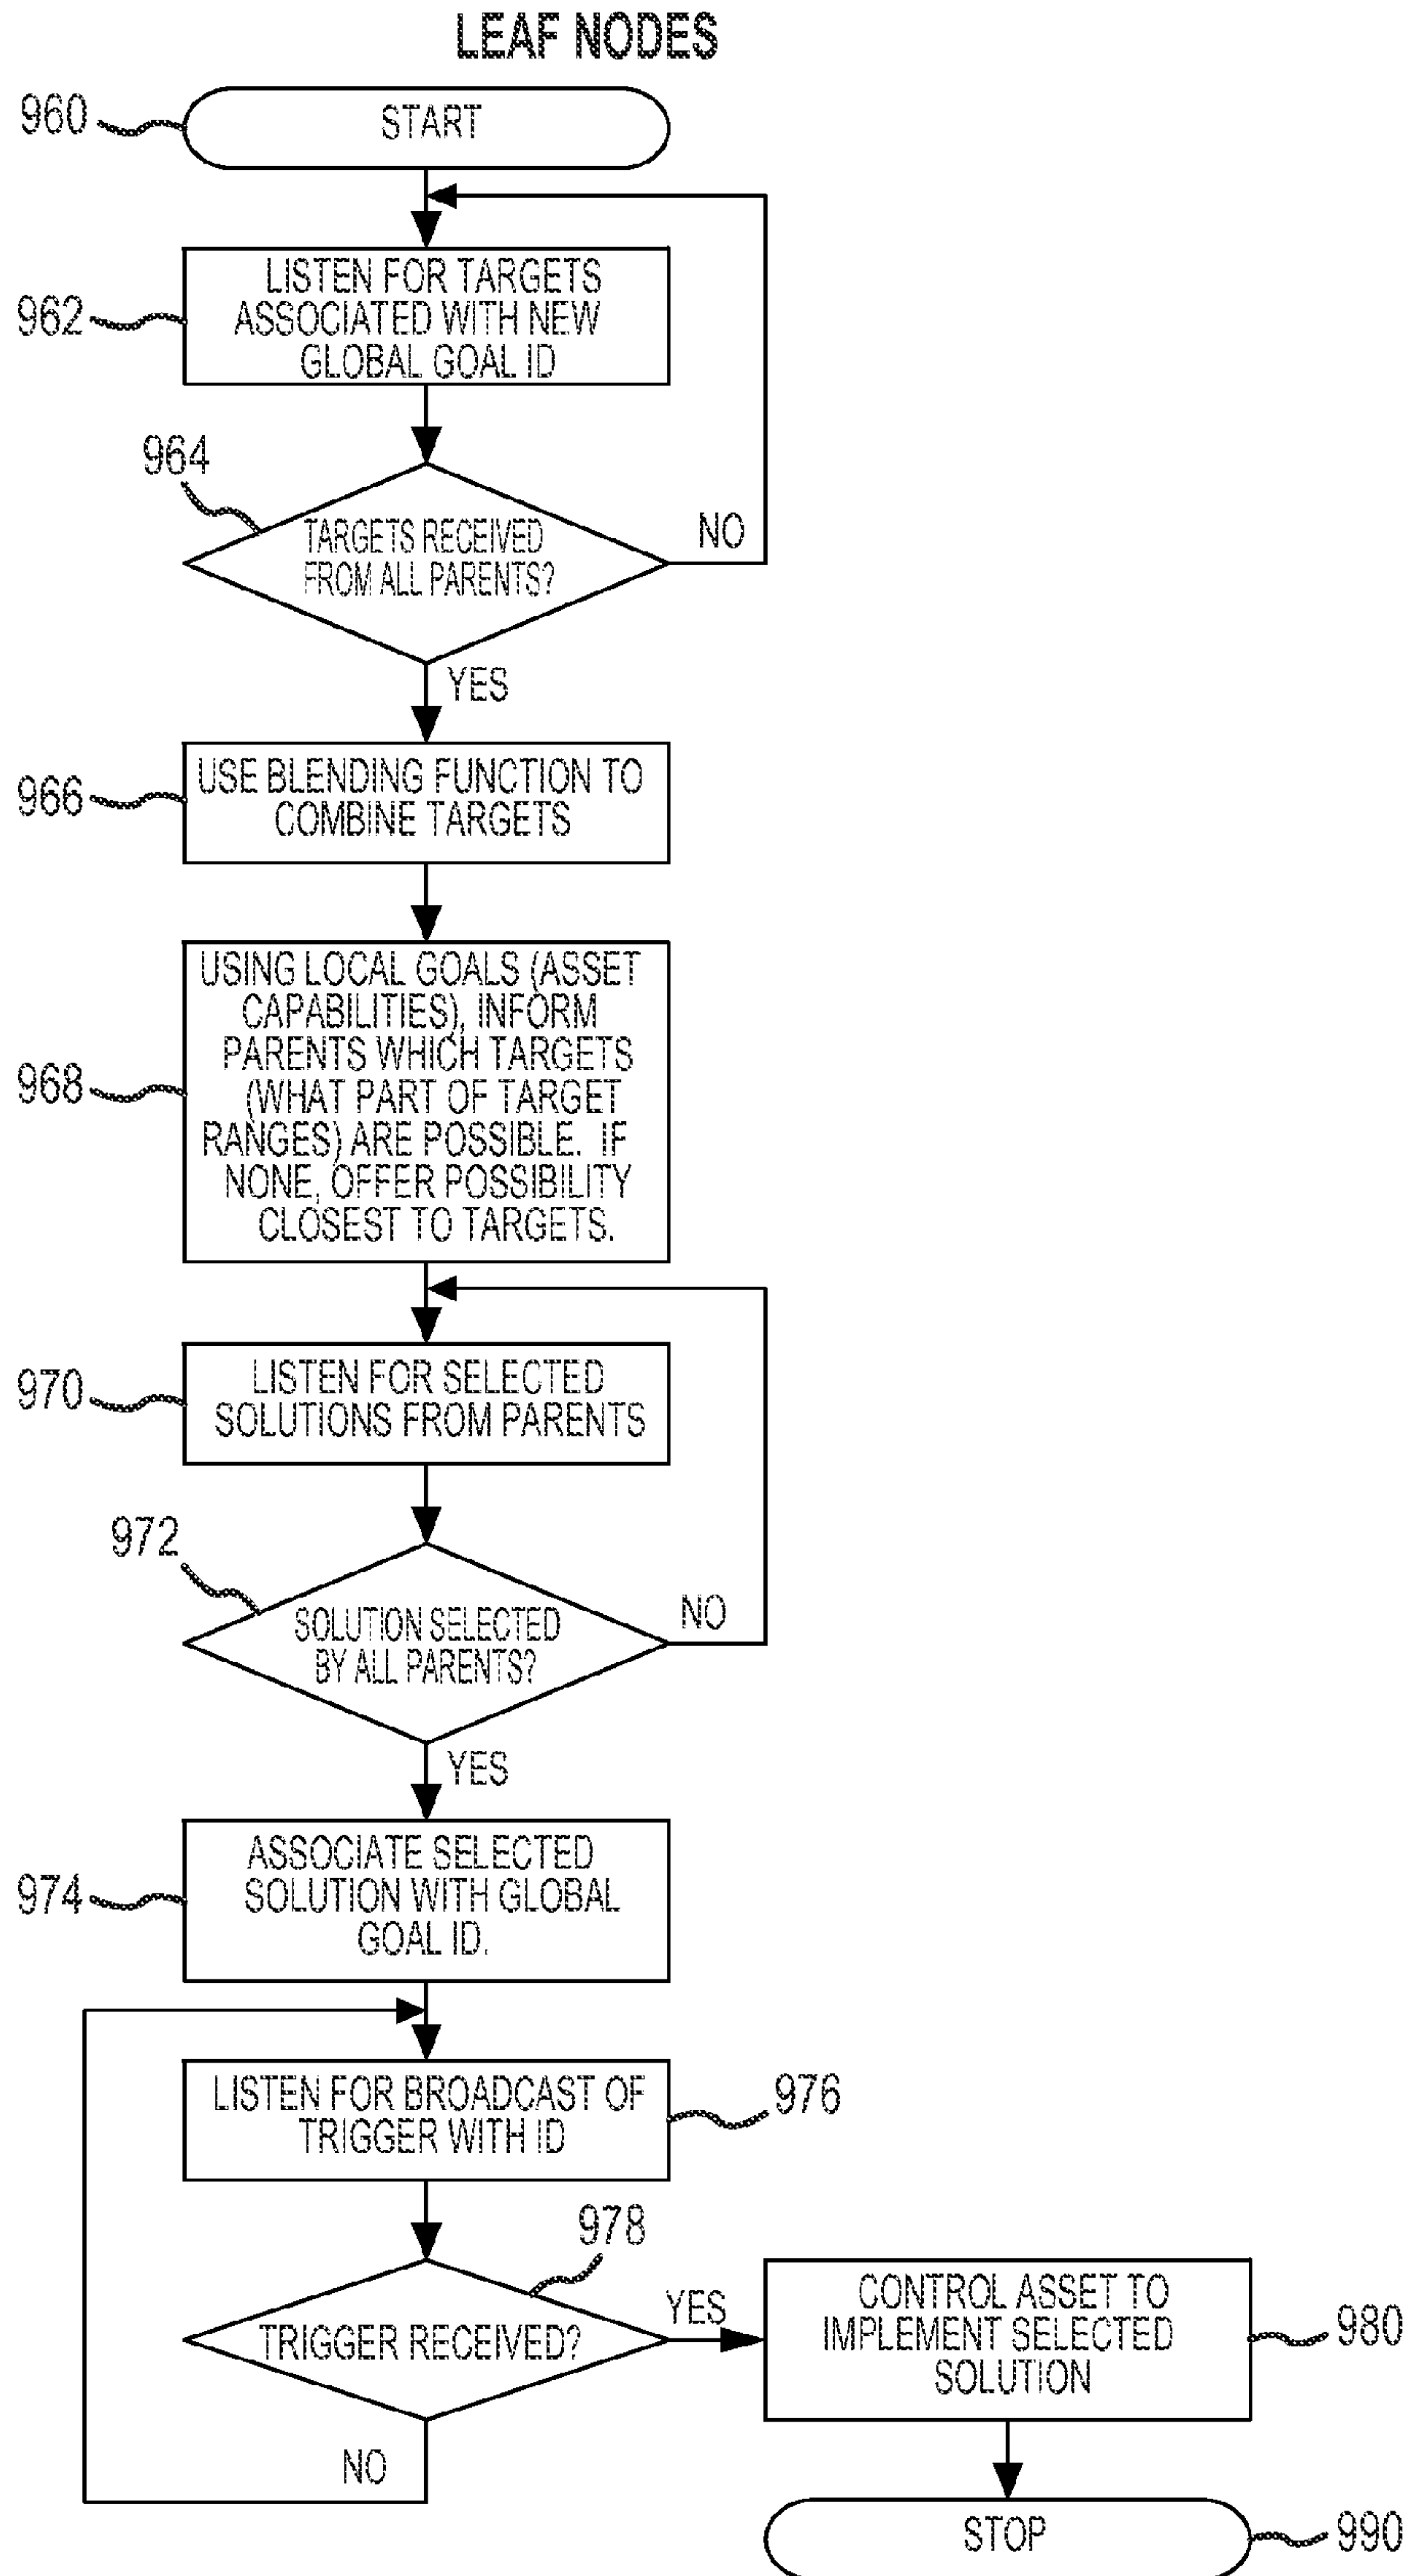 LEAF NODES
960
START
962
LISTEN FOR TARGETS
ASSOCIATED WITH NEW
GLOBAL GOAL ID
964
TARGETS RECEIVED
FROM ALL PARENTS?
NO
YES
966
USE BLENDING FUNCTION TO
COMBINE TARGETS
968
USING LOCAL GOALS (ASSET
CAPABILITIES), INFORM
PARENTS WHICH TARGETS
(WHAT PART OF TARGET
RANGES) ARE POSSIBLE. IF
NONE, OFFER POSSIBILITY
CLOSEST TO TARGETS.
970
LISTEN FOR SELECTED
SOLUTIONS FROM PARENTS
972
SOLUTION SELECTED
BY ALL PARENTS?
NO
YES
974
ASSOCIATE SELECTED
SOLUTION WITH GLOBAL
GOAL ID.
LISTEN FOR BROADCAST OF
TRIGGER WITH ID
976
978
TRIGGER RECEIVED?
YES
NO
CONTROL ASSET TO
IMPLEMENT SELECTED
SOLUTION
980
STOP
990